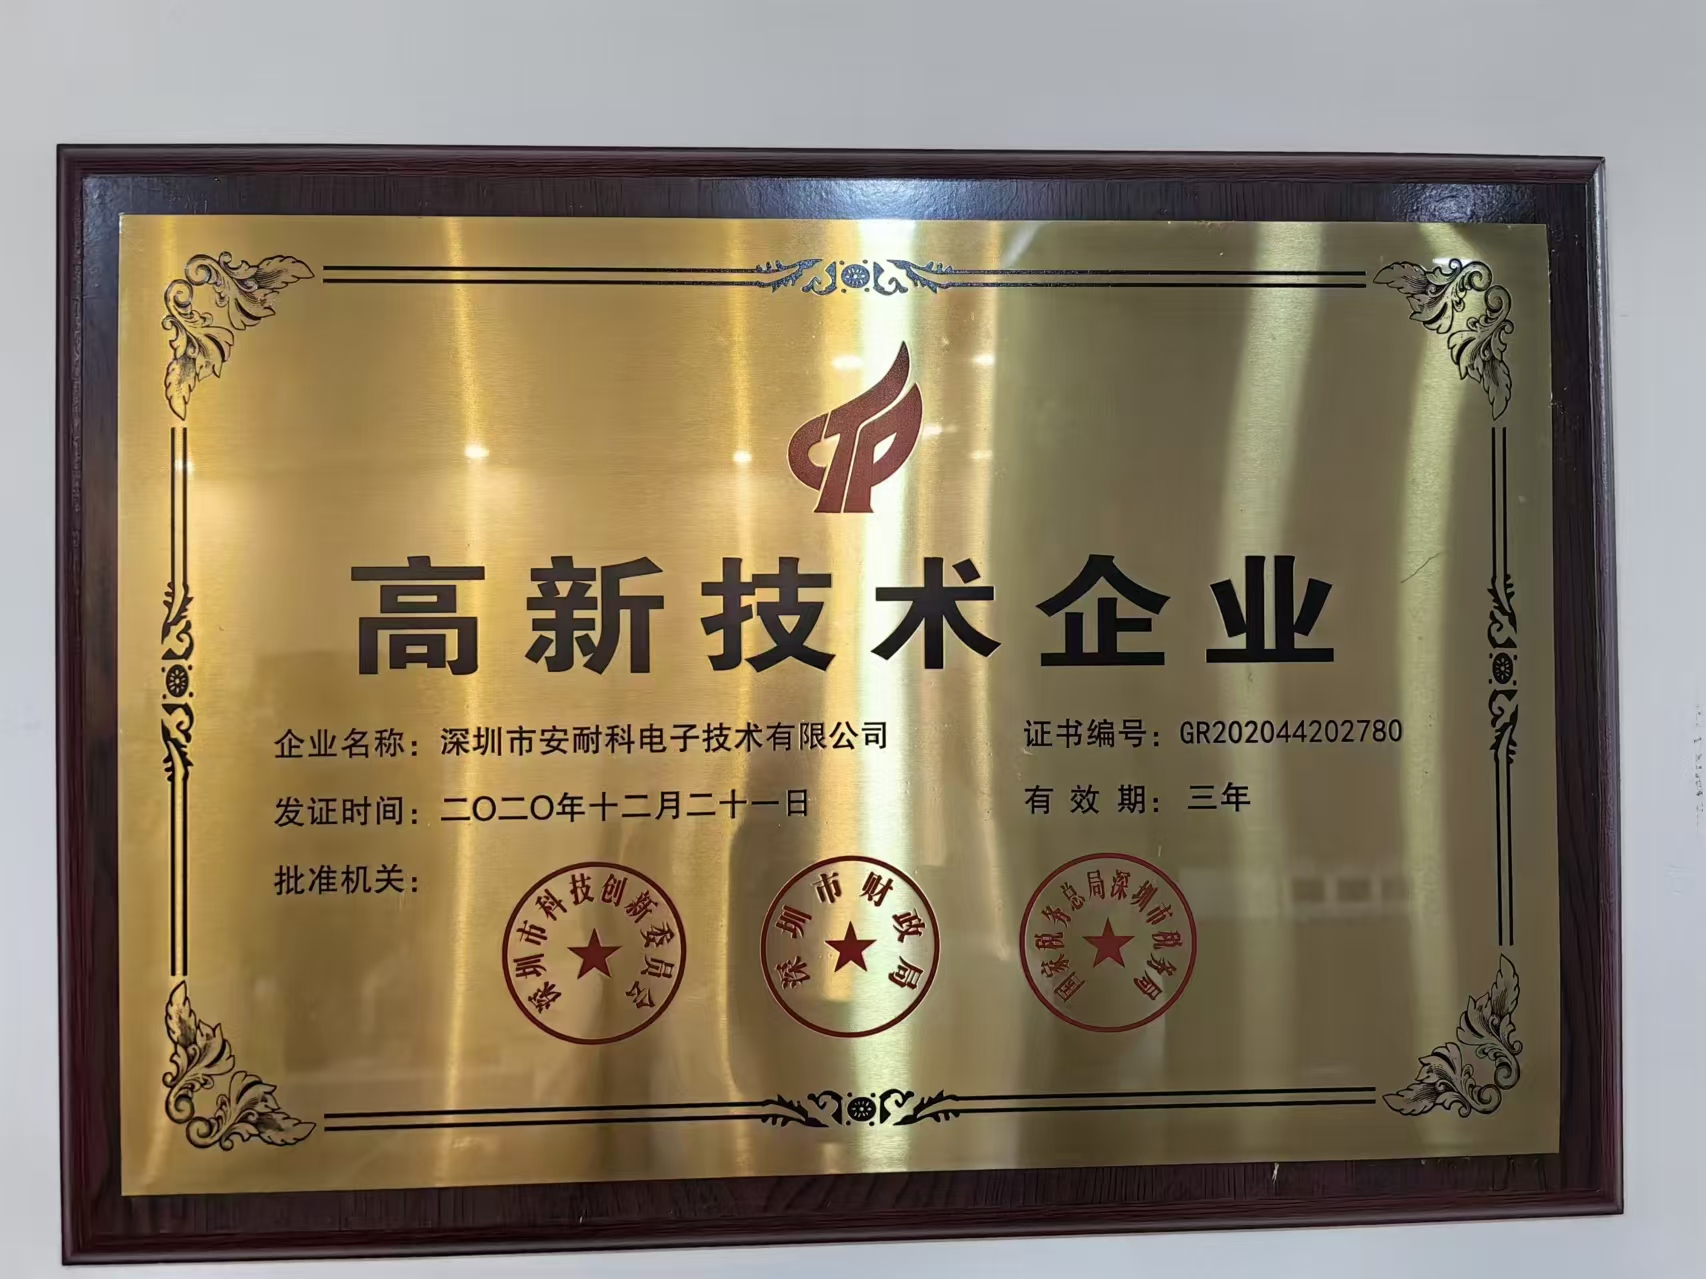 高新技术企业
企业名称：深圳市安耐科电子技术有限公司
证书编号：GR202044202780
发证时间：二〇二〇年十二月二十一日
有效期：三年
批准机关：
深圳市科技创新委员会
深圳市财政局
国家税务总局深圳市税务局